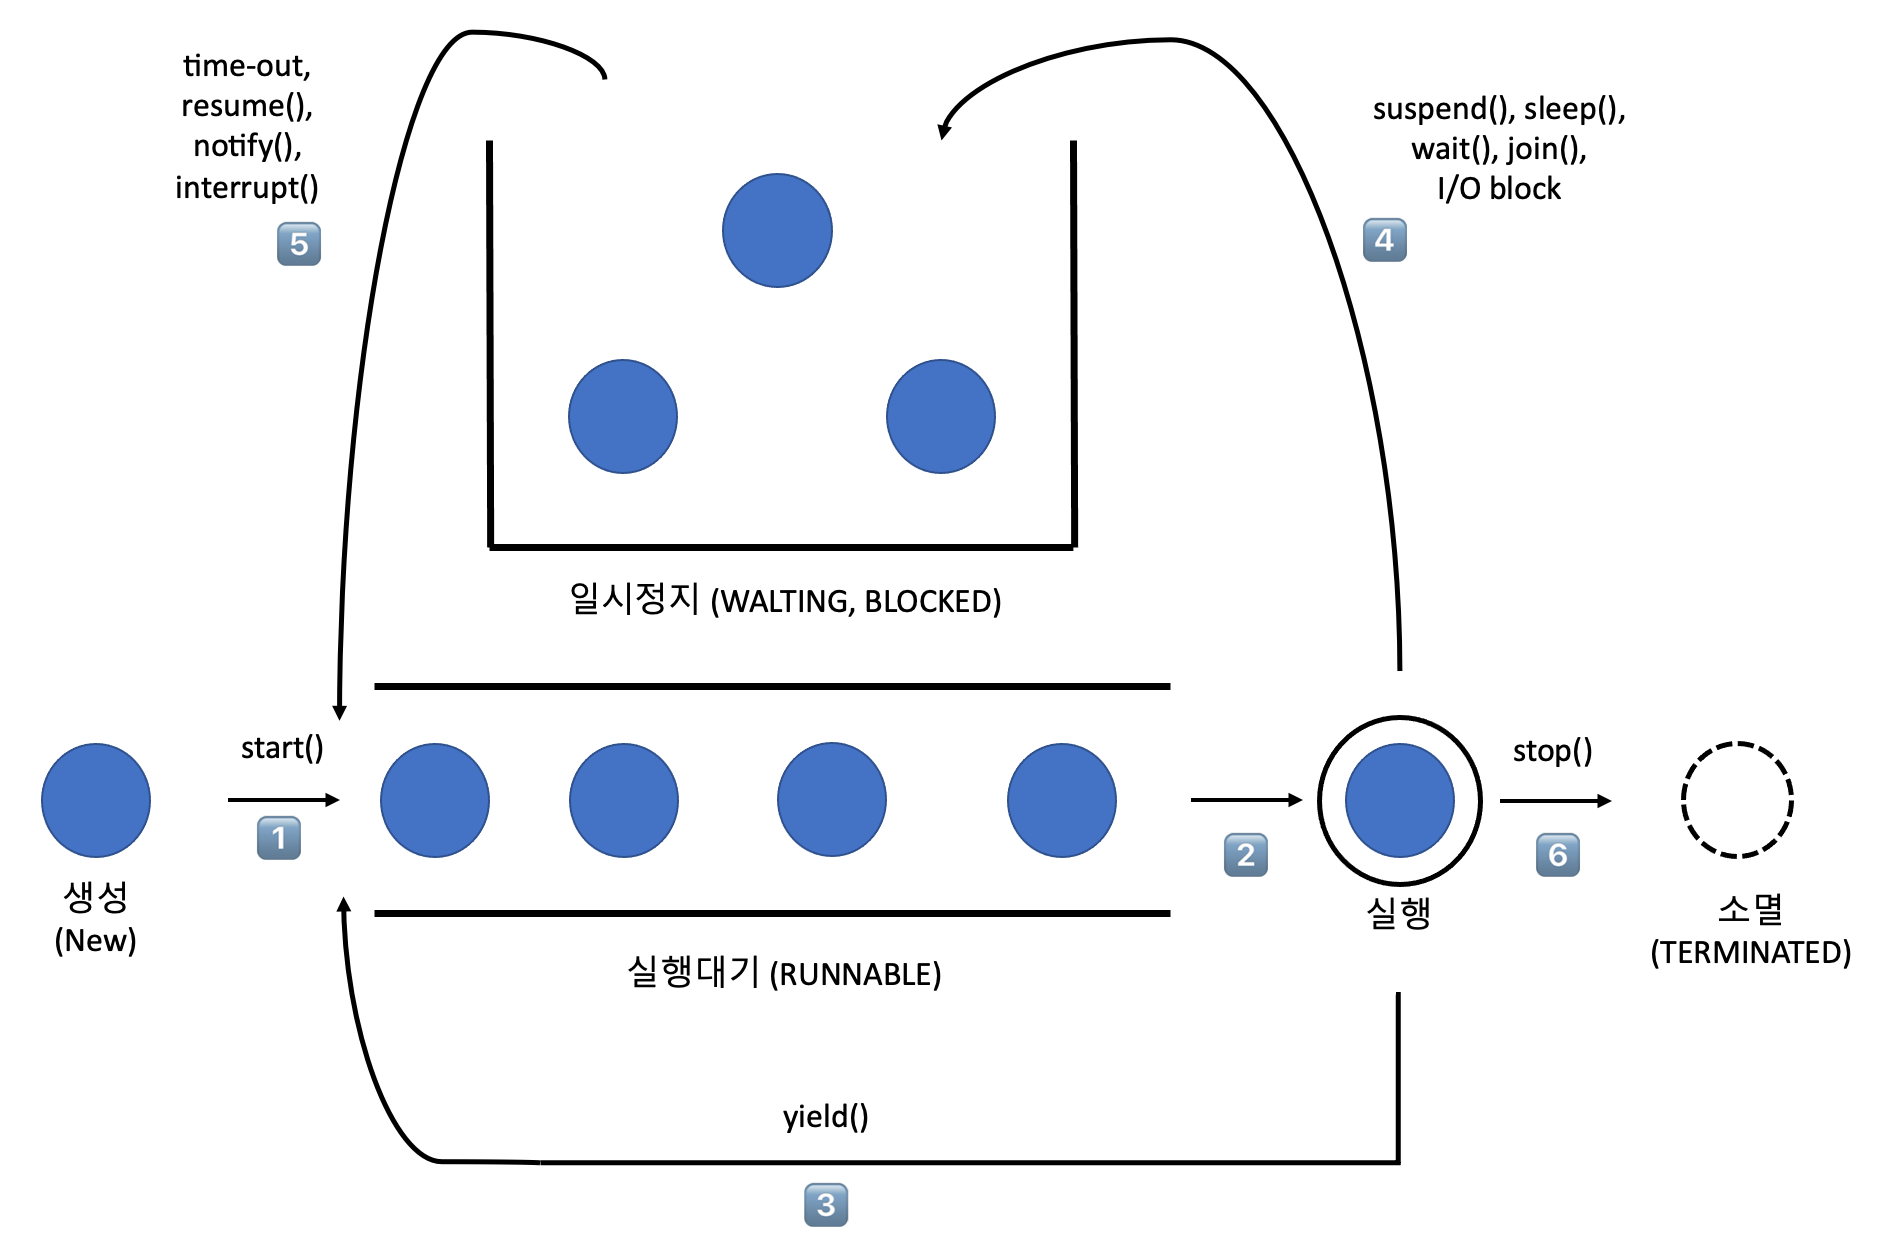 time-out,
resume(),
notify(),
interrupt()
5
suspend(), sleep(),
wait(), join(),
I/O block
4
일시정지 (WALTING, BLOCKED)
start()
1
생성
(New)
2
실행
stop()
6
소멸
(TERMINATED)
실행대기 (RUNNABLE)
yield()
3